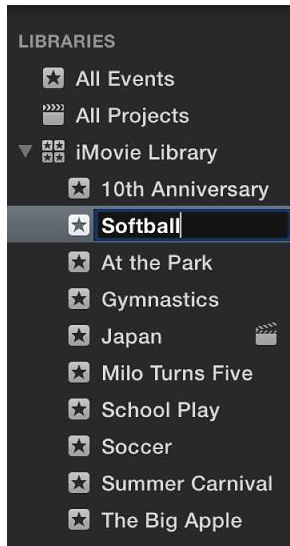 LIBRARIES
All Events
All Projects
iMovie Library
10th Anniversary
Softball
At the Park
Gymnastics
Japan
Milo Turns Five
School Play
Soccer
Summer Carnival
The Big Apple